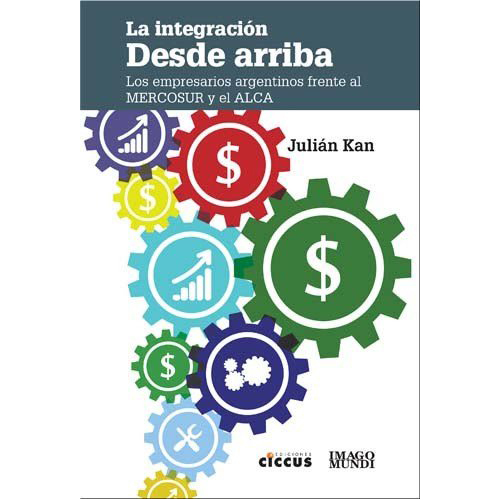 La integración
Desde arriba
Los empresarios argentinos frente al
MERCOSUR y el ALCA
Julián Kan
$
$
$
$
EDICIONES
CICCUS
IMAGO
MUNDI